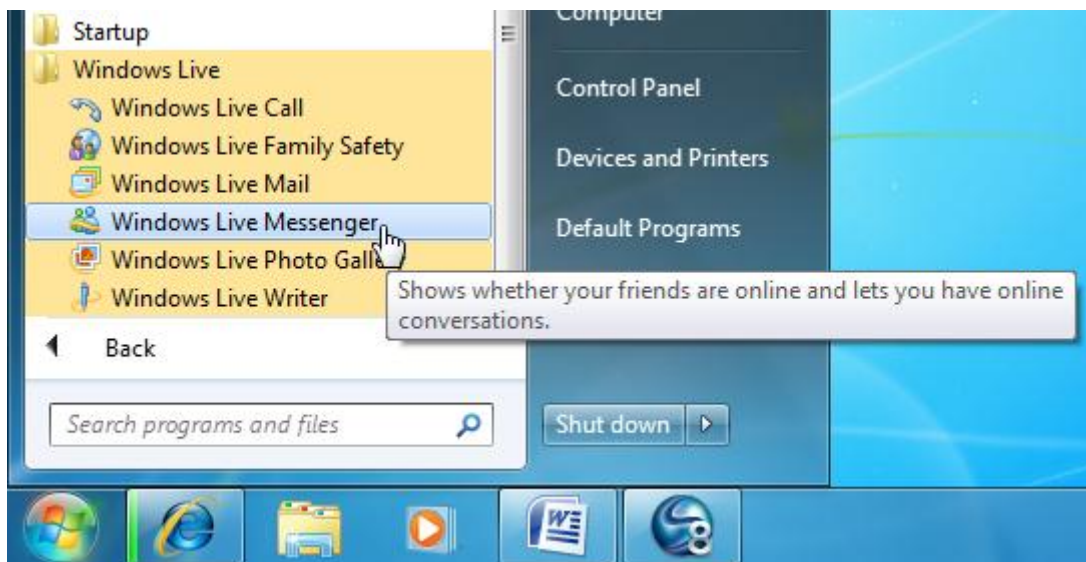 Startup
Windows Live
Windows Live Call
Windows Live Family Safety
Windows Live Mail
Windows Live Messenger
Windows Live Photo Gallery
Windows Live Writer
Back
Search programs and files
Computer
Control Panel
Devices and Printers
Default Programs
Shows whether your friends are online and lets you have online
conversations.
Shut down
W
8